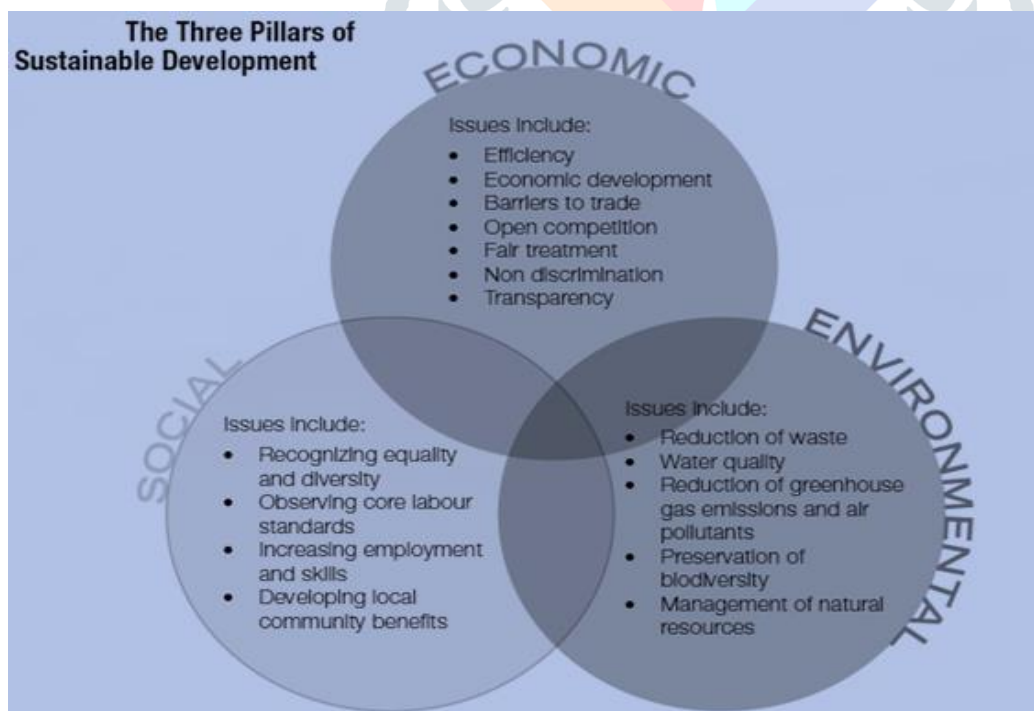 The Three Pillars of
Sustainable Development
ECONOMIC
Issues Include:
• Efficiency
• Economic development
• Barriers to trade
• Open competition
• Fair treatment
• Non discrimination
• Transparency
SOCIAL
Issues Include:
• Recognizing equality
and diversity
• Observing core labour
standards
• Increasing employment
and skills
• Developing local
community benefits
ENVIRONMENTAL
Issues Include:
• Reduction of waste
• Water quality
• Reduction of greenhouse
gas emissions and air
pollutants
• Preservation of
biodiversity
• Management of natural
resources